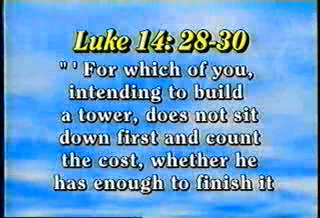 Luke 14: 28-30
"'For which of you,
intending to build
a tower, does not sit
down first and count
the cost, whether he
has enough to finish it